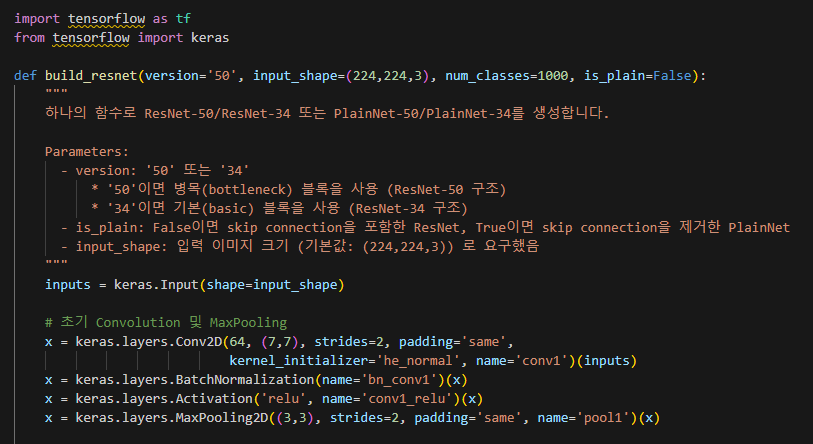 import tensorflow as tf
from tensorflow import keras
def build_resnet(version='50', input_shape=(224,224,3), num_classes=1000, is_plain=False):
"""
하나의 함수로 ResNet-50/ResNet-34 또는 PlainNet-50/PlainNet-34를 생성합니다.
Parameters:
- version: '50' 또는 '34'
* '50'이면 병목(bottleneck) 블록을 사용 (ResNet-50 구조)
* '34'이면 기본(basic) 블록을 사용 (ResNet-34 구조)
- is_plain: False이면 skip connection을 포함한 ResNet, True이면 skip connection을 제거한 PlainNet
- input_shape: 입력 이미지 크기 (기본값: (224,224,3)) 로 요구했음
"""
inputs = keras.Input(shape=input_shape)
# 초기 Convolution 및 MaxPooling
x = keras.layers.Conv2D(64, (7,7), strides=2, padding='same',
kernel_initializer='he_normal', name='conv1')(inputs)
x = keras.layers.BatchNormalization(name='bn_conv1')(x)
x = keras.layers.Activation('relu', name='conv1_relu')(x)
x = keras.layers.MaxPooling2D((3,3), strides=2, padding='same', name='pool1')(x)